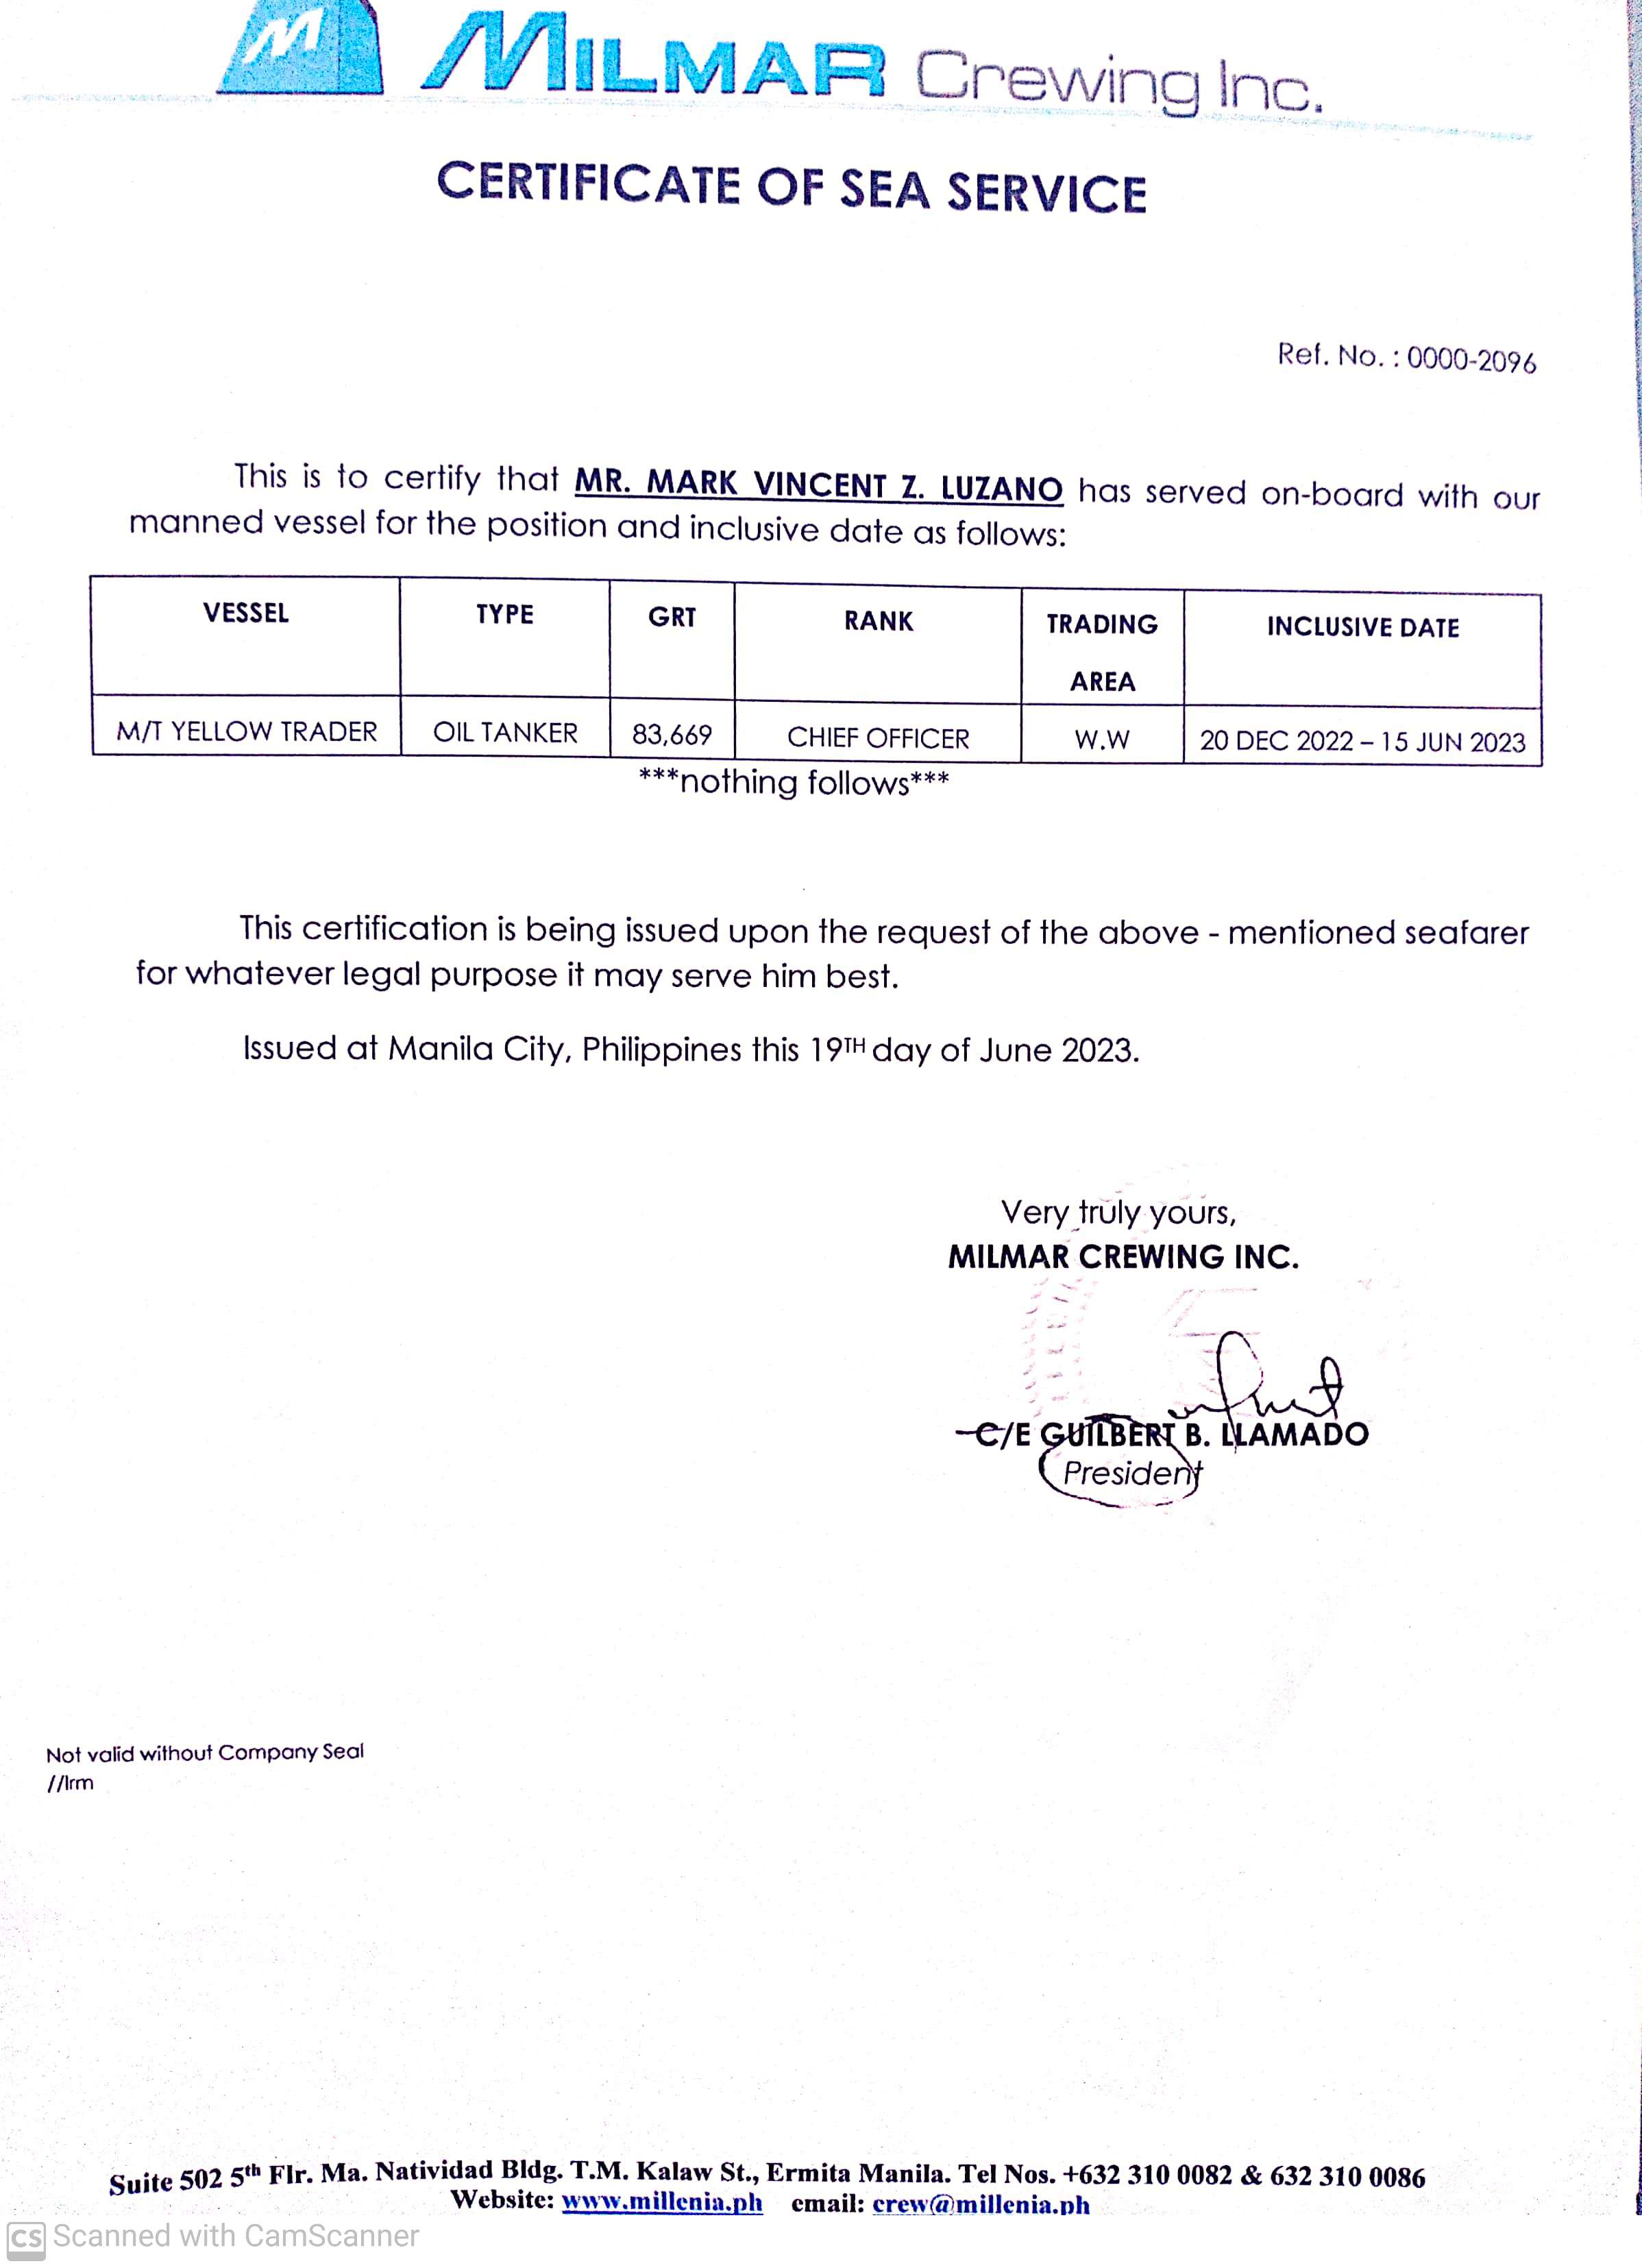 MILMAR Crewing Inc.
CERTIFICATE OF SEA SERVICE
Ref. No. : 0000-2096
This is to certify that MR. MARK VINCENT Z. LUZANO has served on-board with our
manned vessel for the position and inclusive date as follows:
VESSEL TYPE GRT RANK TRADING AREA INCLUSIVE DATE
M/T YELLOW TRADER OIL TANKER 83,669 CHIEF OFFICER W.W 20 DEC 2022 – 15 JUN 2023
***nothing follows***
This certification is being issued upon the request of the above - mentioned seafarer
for whatever legal purpose it may serve him best.
Issued at Manila City, Philippines this 19TH day of June 2023.
Very truly yours,
MILMAR CREWING INC.
C/E GUILBERT B. LLAMADO
President
Not valid without Company Seal
//lrm
Suite 502 5th Flr. Ma. Natividad Bldg. T.M. Kalaw St., Ermita Manila. Tel Nos. +632 310 0082 & 632 310 0086
Website: www.millenia.ph email: crew@millenia.ph
CS Scanned with CamScanner